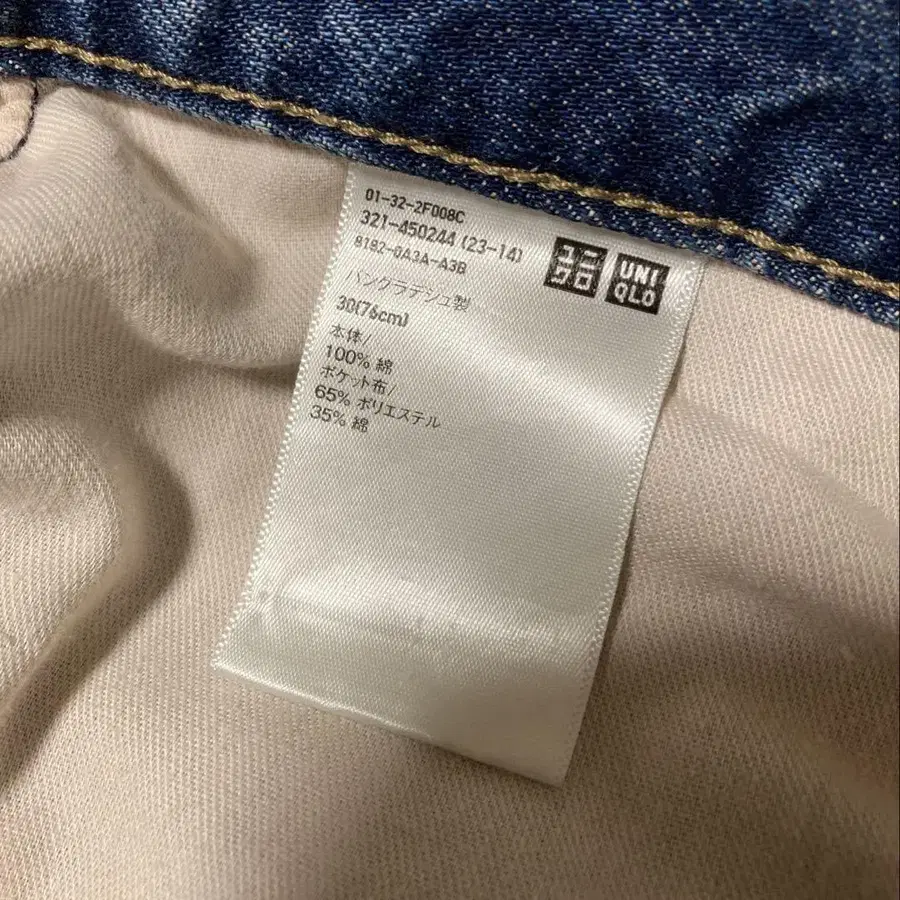 01-32-2F008C
321-450244 (23-14)
8182-0A3A-A3B
バングラデシュ製
30(76cm)
本体/
100% 綿
ポケット布/
65% ポリエステル
35% 綿
ユニ
クロ
UNI
QLO